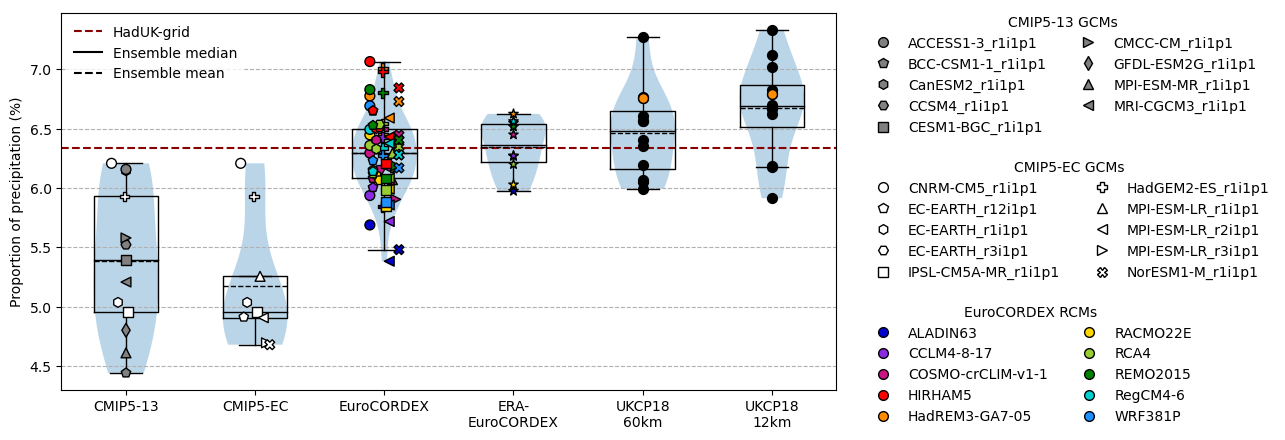 HadUK-grid
Ensemble median
Ensemble mean
Proportion of precipitation (%)
7.0
6.5
6.0
5.5
5.0
4.5
CMIP5-13
CMIP5-EC
EuroCORDEX
ERA-
EuroCORDEX
UKCP18
60km
UKCP18
12km
CMIP5-13 GCMs
ACCESS1-3_r1i1p1
BCC-CSM1-1_r1i1p1
CanESM2_r1i1p1
CCSM4_r1i1p1
CESM1-BGC_r1i1p1
CMCC-CM_r1i1p1
GFDL-ESM2G_r1i1p1
MPI-ESM-MR_r1i1p1
MRI-CGCM3_r1i1p1
CMIP5-EC GCMs
CNRM-CM5_r1i1p1
EC-EARTH_r12i1p1
EC-EARTH_r1i1p1
EC-EARTH_r3i1p1
IPSL-CM5A-MR_r1i1p1
HadGEM2-ES_r1i1p1
MPI-ESM-LR_r1i1p1
MPI-ESM-LR_r2i1p1
MPI-ESM-LR_r3i1p1
NorESM1-M_r1i1p1
EuroCORDEX RCMs
ALADIN63
CCLM4-8-17
COSMO-crCLIM-v1-1
HIRHAM5
HadREM3-GA7-05
RACMO22E
RCA4
REMO2015
RegCM4-6
WRF381P